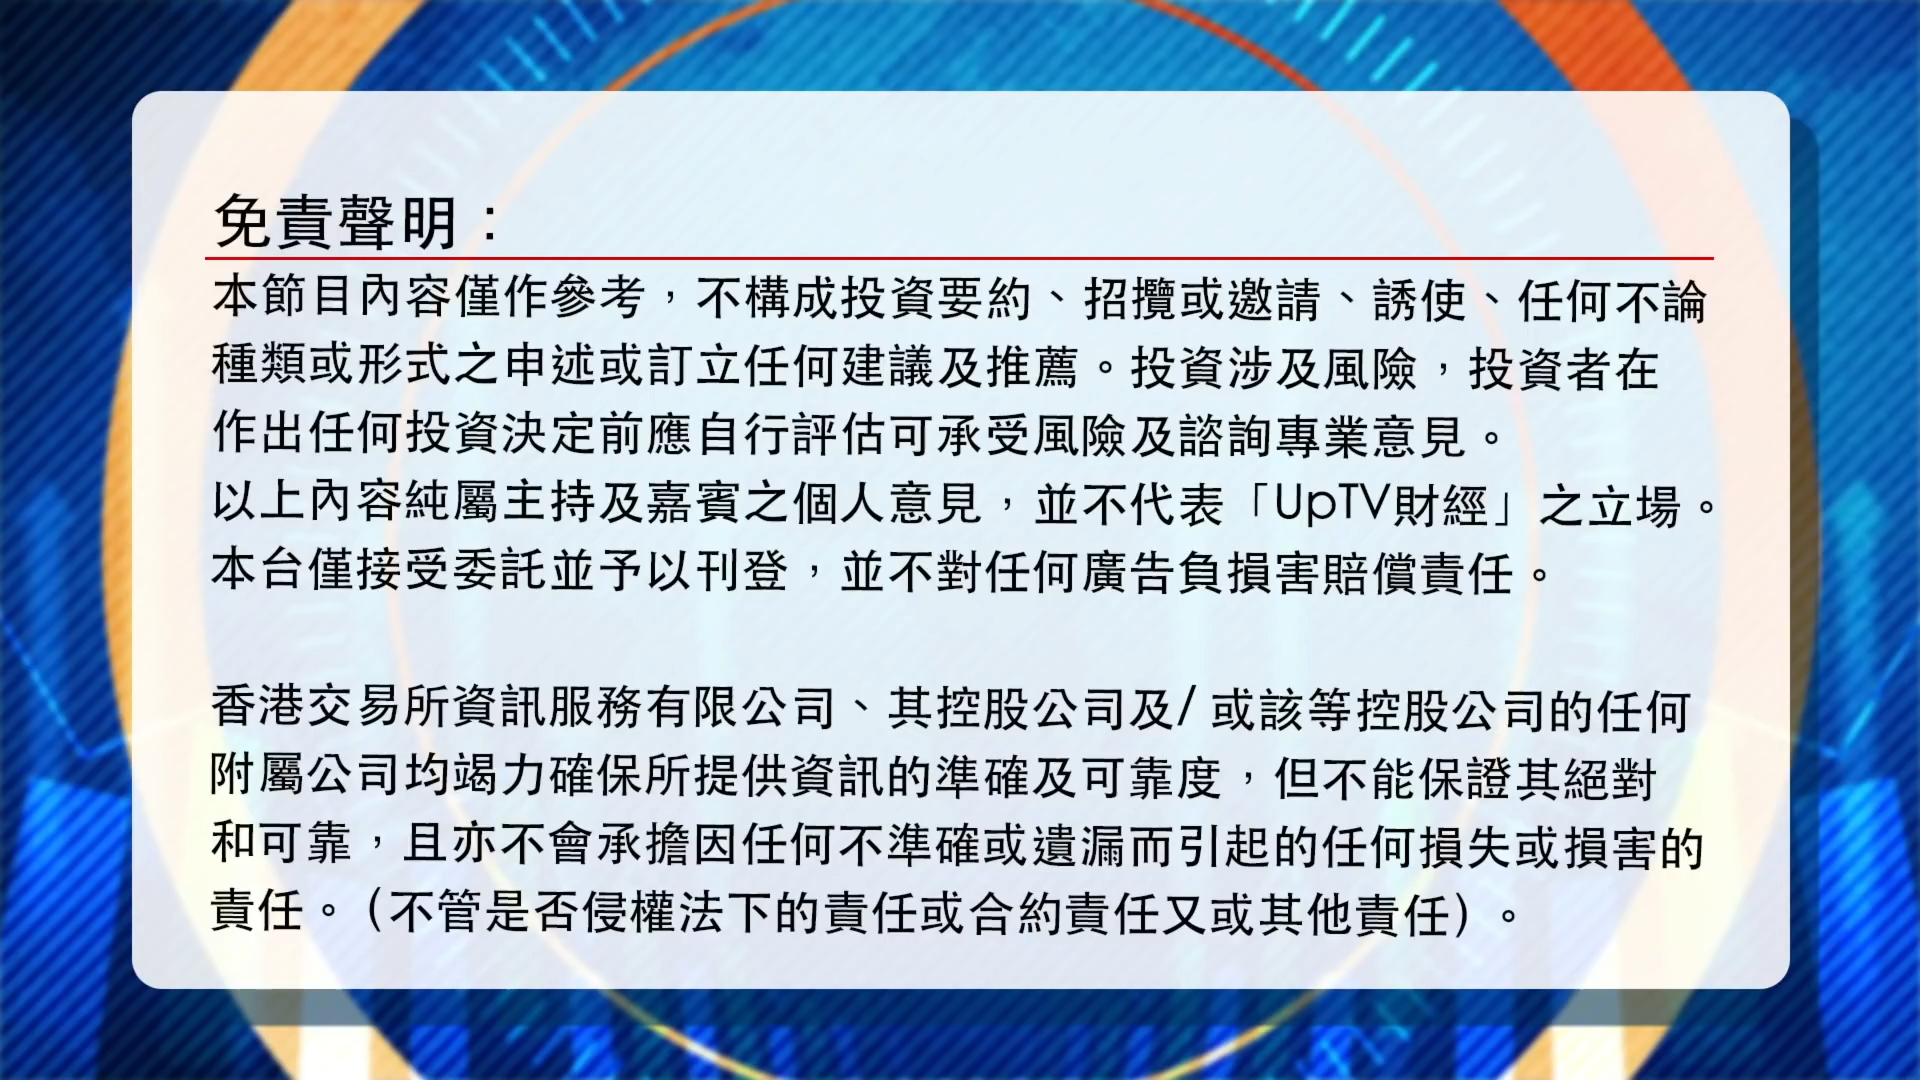 免責聲明：
本節目內容僅作參考，不構成投資要約、招攬或邀請、誘使、任何不論
種類或形式之申述或訂立任何建議及推薦。投資涉及風險，投資者在
作出任何投資決定前應自行評估可承受風險及諮詢專業意見。
以上內容純屬主持及嘉賓之個人意見，並不代表「UpTV財經」之立場。
本台僅接受委託並予以刊登，並不對任何廣告負損害賠償責任。
香港交易所資訊服務有限公司、其控股公司及/ 或該等控股公司的任何
附屬公司均竭力確保所提供資訊的準確及可靠度，但不能保證其絕對
和可靠，且亦不會承擔因任何不準確或遺漏而引起的任何損失或損害的
責任。（不管是否侵權法下的責任或合約責任又或其他責任）。